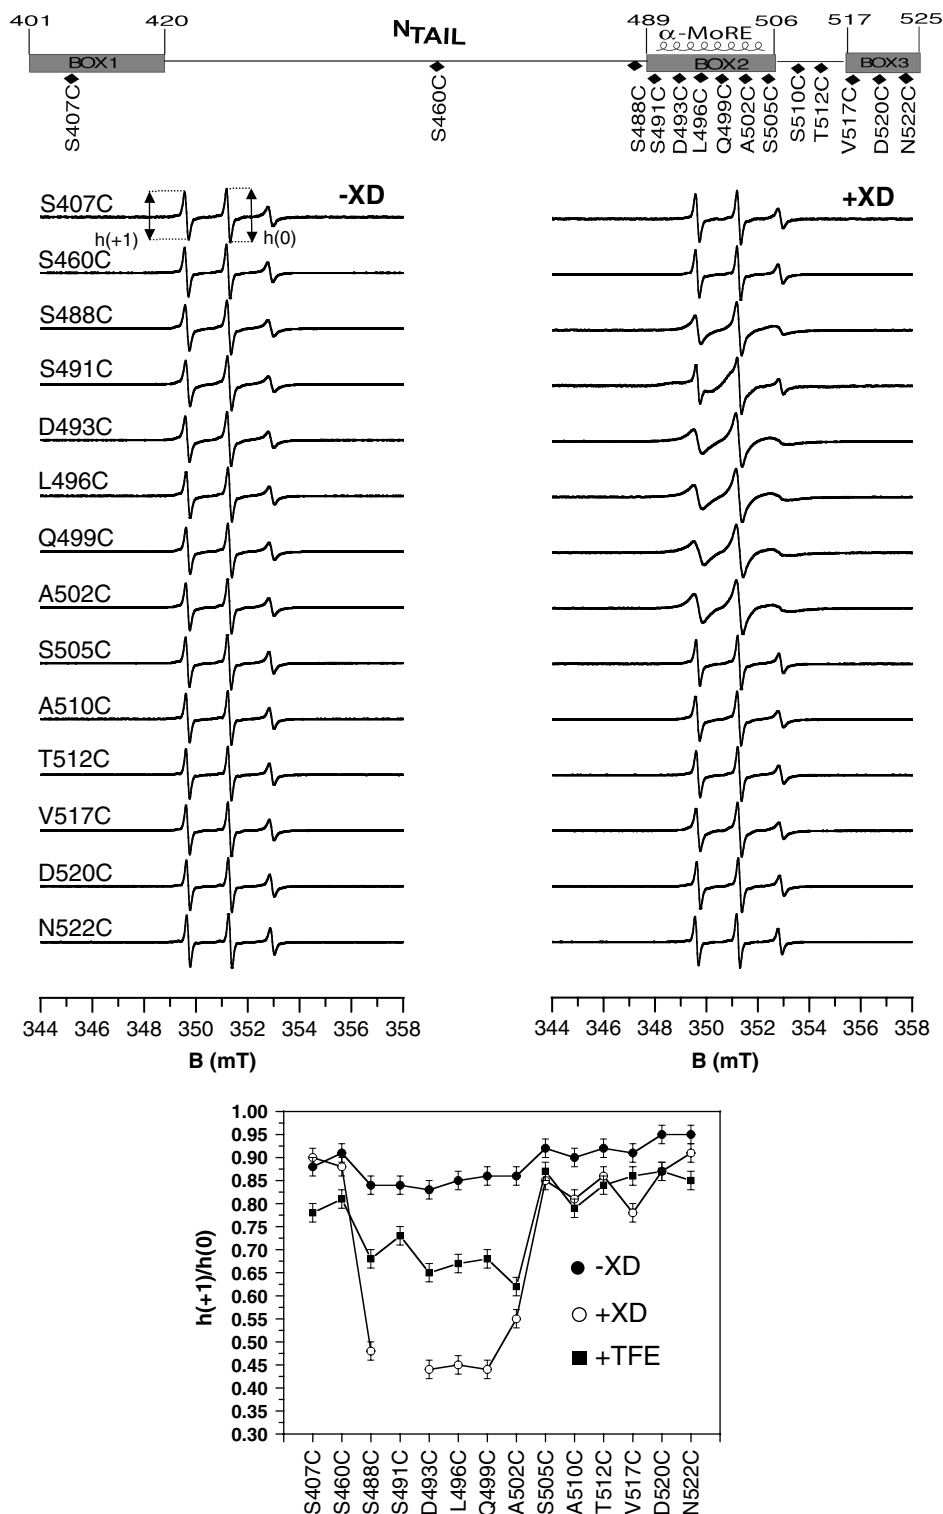 401 420 NTAIL 489 506 517 525
α-MoRE
BOX1 BOX2 BOX3
S407C S460C S488C S491C D493C L496C Q499C A502C S505C S510C T512C V517C D520C N522C
-XD +XD
S407C
h(+1) h(0)
S460C
S488C
S491C
D493C
L496C
Q499C
A502C
S505C
A510C
T512C
V517C
D520C
N522C
344 346 348 350 352 354 356 358 344 346 348 350 352 354 356 358
B (mT) B (mT)
h(+1)/h(0)
1.00
0.95
0.90
0.85
0.80
0.75
0.70
0.65
0.60
0.55
0.50
0.45
0.40
0.35
0.30
-XD
+XD
+TFE
S407C S460C S488C S491C D493C L496C Q499C A502C S505C A510C T512C V517C D520C N522C